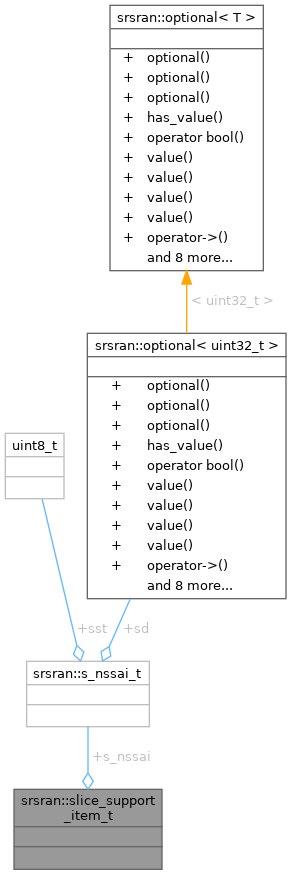 srsran::optional< T >
+ optional()
+ optional()
+ optional()
+ has_value()
+ operator bool()
+ value()
+ value()
+ value()
+ value()
+ operator->()
and 8 more...
< uint32_t >
srsran::optional< uint32_t >
+ optional()
+ optional()
+ optional()
+ has_value()
+ operator bool()
+ value()
+ value()
+ value()
+ value()
+ operator->()
and 8 more...
uint8_t
+sst
+sd
srsran::s_nssai_t
+s_nssai
srsran::slice_support
_item_t